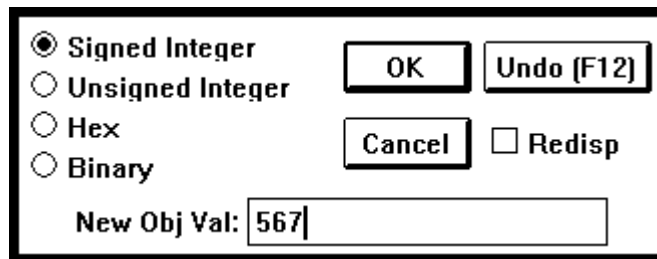 Signed Integer
Unsigned Integer
Hex
Binary
OK
Undo (F12)
Cancel
Redisp
New Obj Val: 567